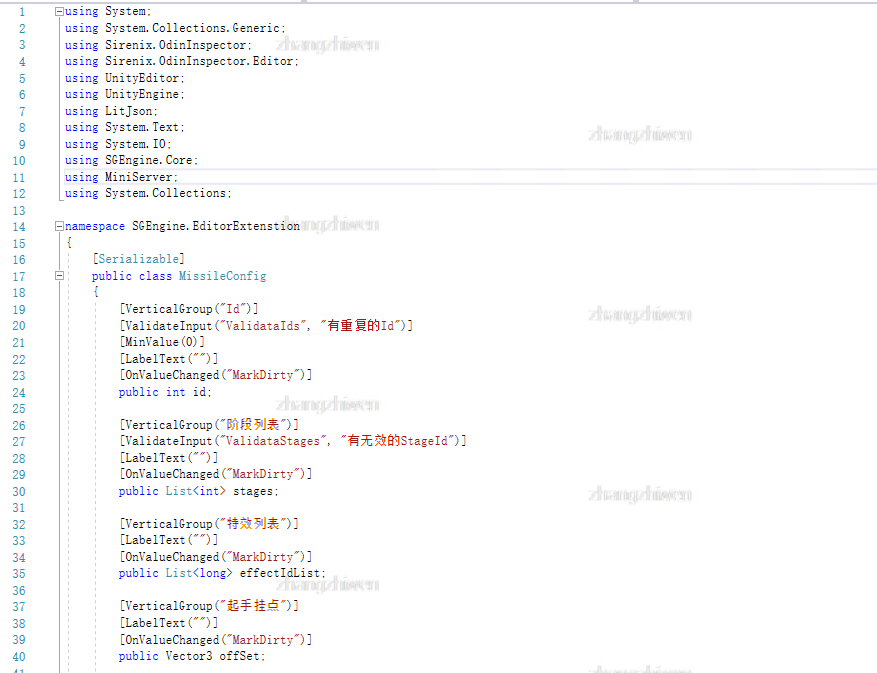 1 using System;
2 using System.Collections.Generic;
3 using Sirenix.OdinInspector;
4 using Sirenix.OdinInspector.Editor;
5 using UnityEditor;
6 using UnityEngine;
7 using LitJson;
8 using System.Text;
9 using System.IO;
10 using SGEngine.Core;
11 using MiniServer;
12 using System.Collections;
13
14 namespace SGEngine.EditorExtenstion
15 {
16 [Serializable]
17 public class MissileConfig
18 {
19 [VerticalGroup("Id")]
20 [ValidateInput("ValidataIds", "有重复的Id")]
21 [MinValue(0)]
22 [LabelText("")]
23 [OnValueChanged("MarkDirty")]
24 public int id;
25
26 [VerticalGroup("阶段列表")]
27 [ValidateInput("ValidataStages", "有无效的StageId")]
28 [LabelText("")]
29 [OnValueChanged("MarkDirty")]
30 public List<int> stages;
31
32 [VerticalGroup("特效列表")]
33 [LabelText("")]
34 [OnValueChanged("MarkDirty")]
35 public List<long> effectIdList;
36
37 [VerticalGroup("起手挂点")]
38 [LabelText("")]
39 [OnValueChanged("MarkDirty")]
40 public Vector3 offSet;
zhangzhiwen
zhangzhiwen
zhangzhiwen
zhangzhiwen
zhangzhiwen
zhangzhiwen
zhangzhiwen